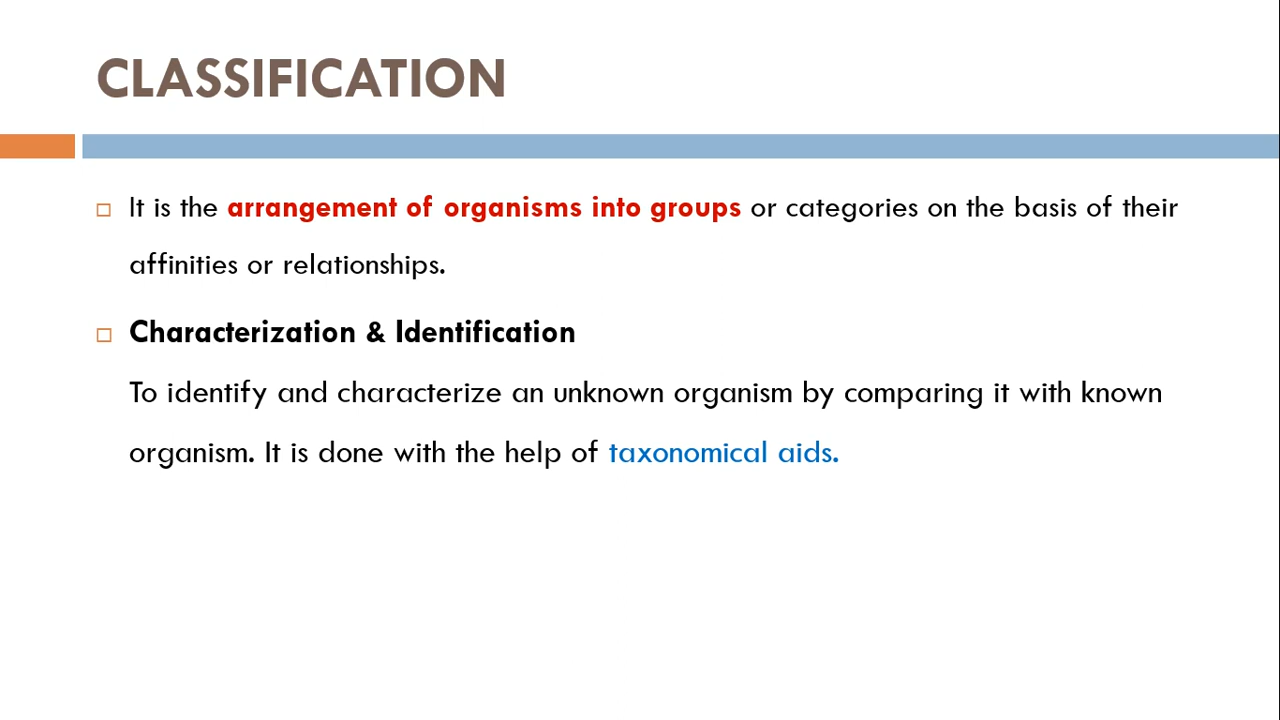 CLASSIFICATION
It is the arrangement of organisms into groups or categories on the basis of their
affinities or relationships.
Characterization & Identification
To identify and characterize an unknown organism by comparing it with known
organism. It is done with the help of taxonomical aids.